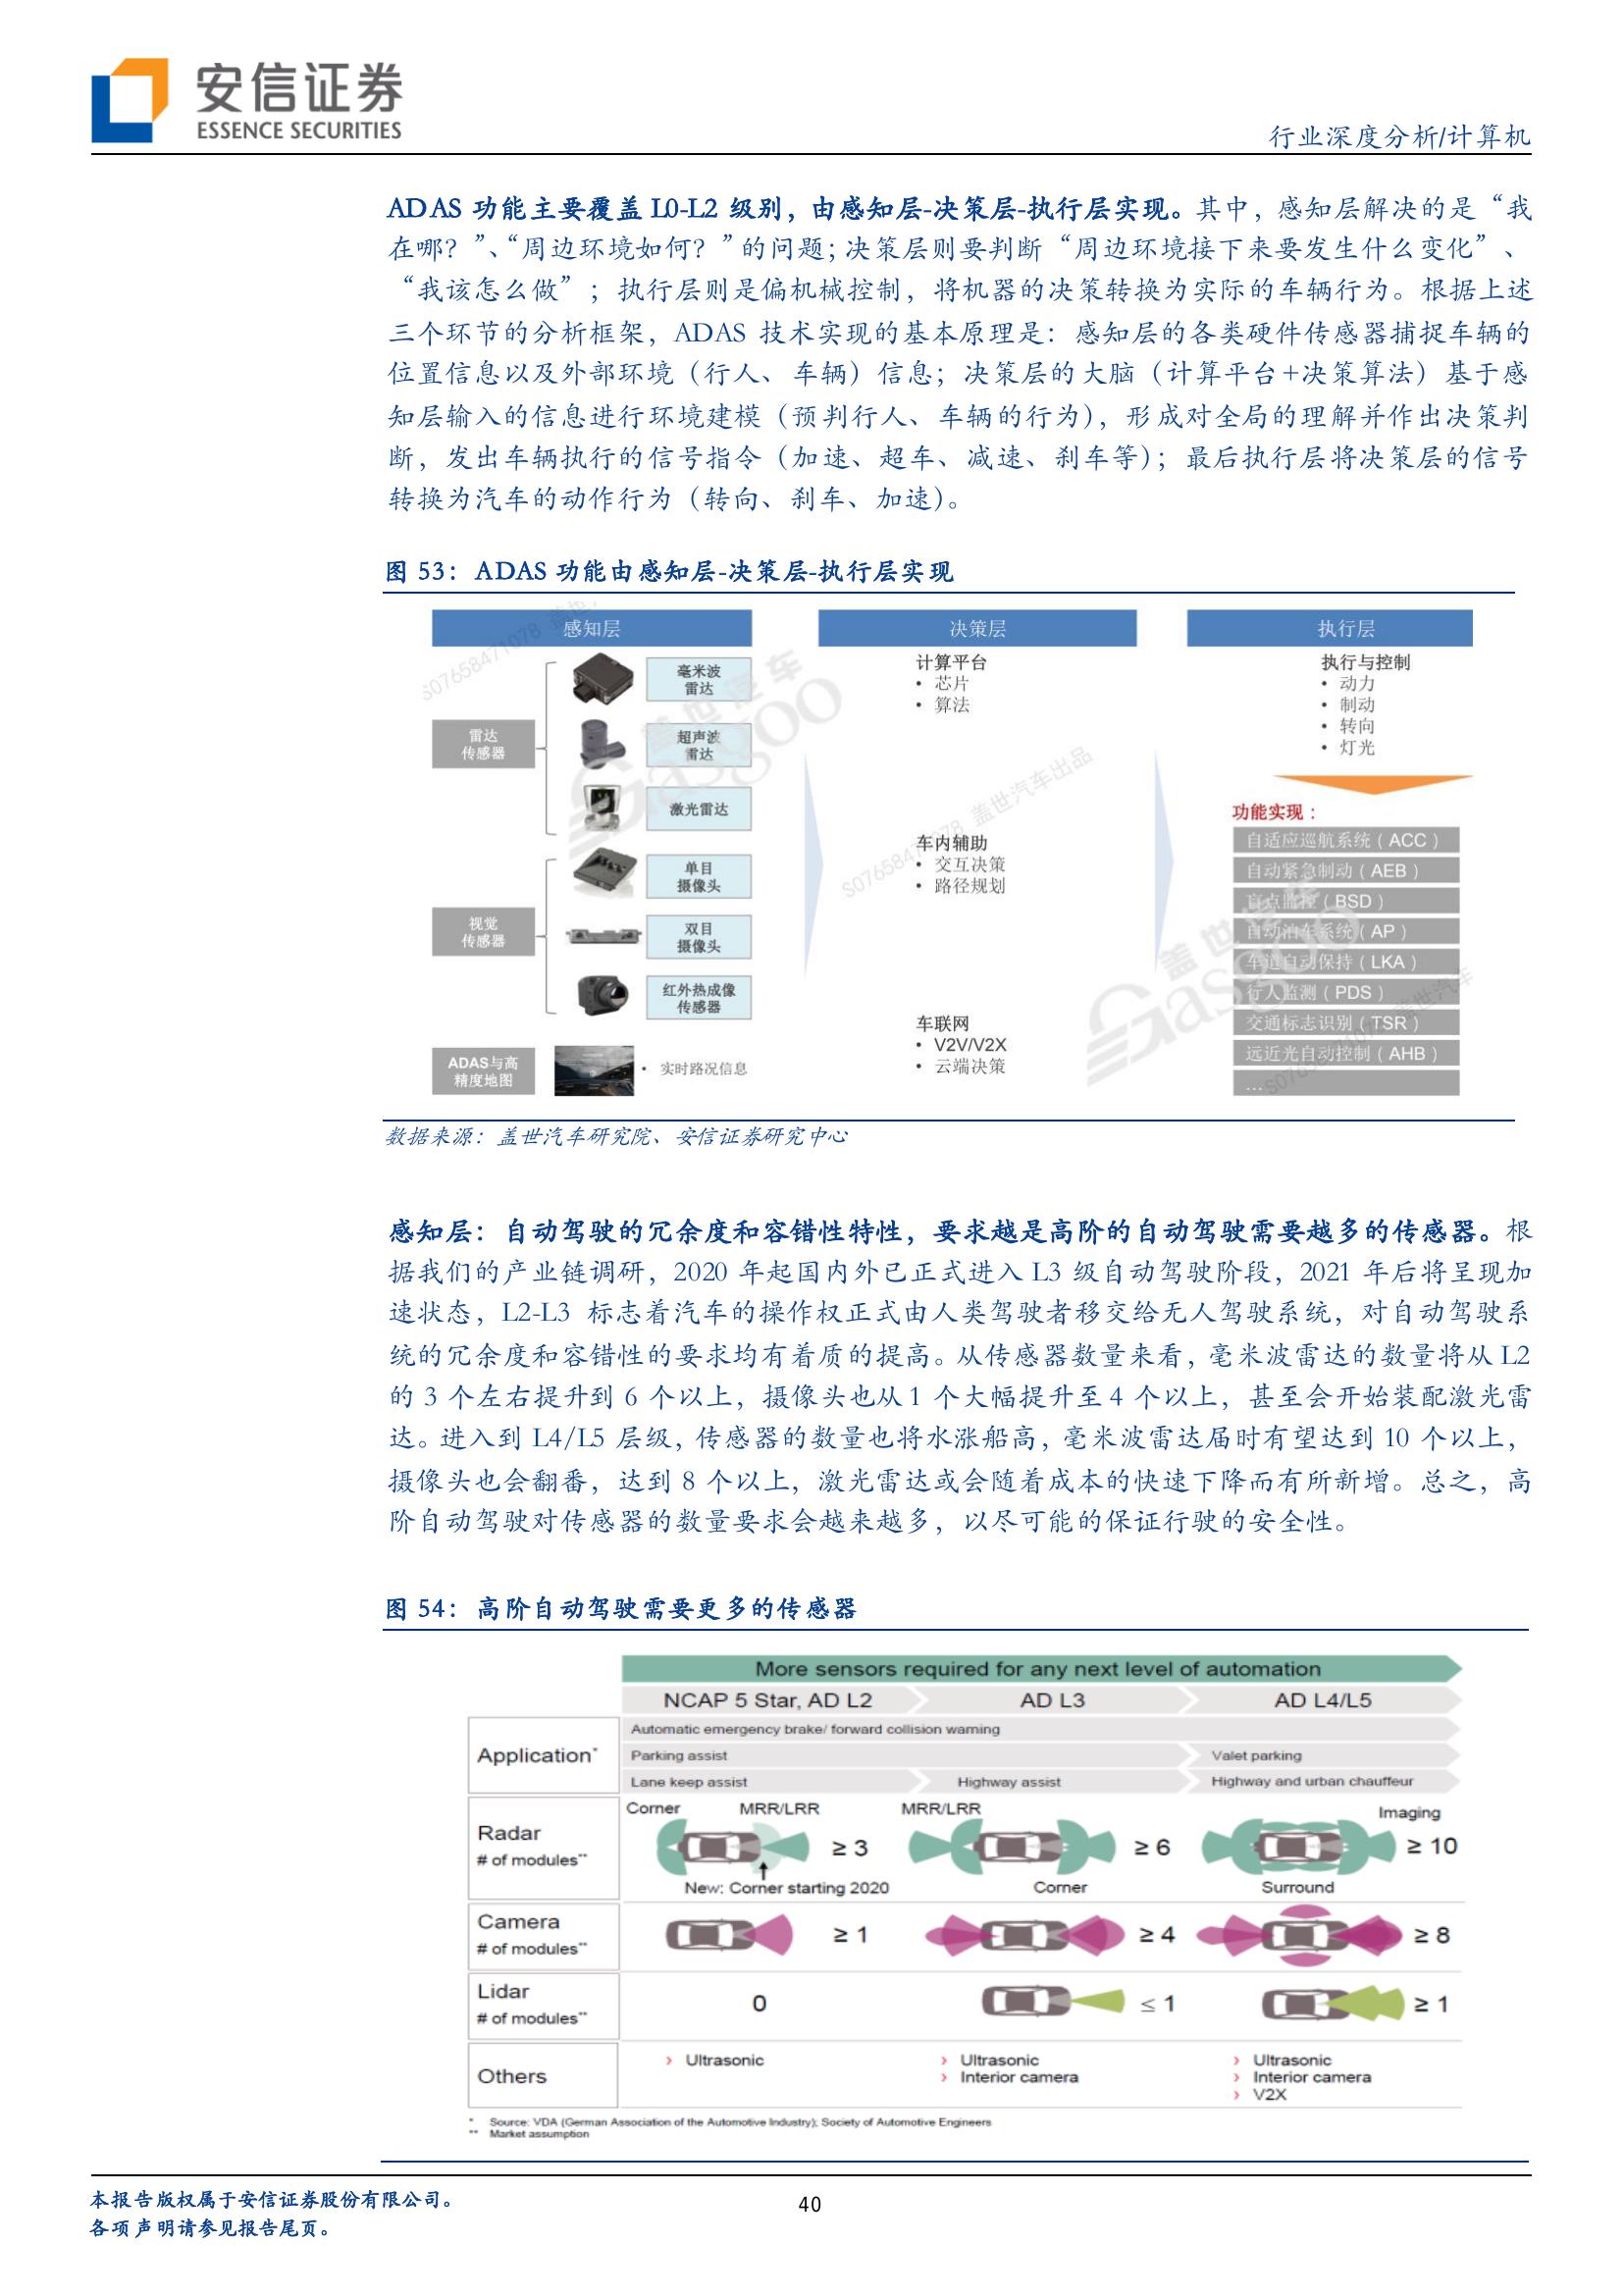 安信证券
ESSENCE SECURITIES
行业深度分析/计算机
ADAS 功能主要覆盖 L0-L2 级别，由感知层-决策层-执行层实现。其中，感知层解决的是“我
在哪？”、“周边环境如何？”的问题；决策层则要判断“周边环境接下来要发生什么变化”、
“我该怎么做”；执行层则是偏机械控制，将机器的决策转换为实际的车辆行为。根据上述
三个环节的分析框架，ADAS 技术实现的基本原理是：感知层的各类硬件传感器捕捉车辆的
位置信息以及外部环境（行人、车辆）信息；决策层的大脑（计算平台+决策算法）基于感
知层输入的信息进行环境建模（预判行人、车辆的行为），形成对全局的理解并作出决策判
断，发出车辆执行的信号指令（加速、超车、减速、刹车等）；最后执行层将决策层的信号
转换为汽车的动作行为（转向、刹车、加速）。
图 53：ADAS 功能由感知层-决策层-执行层实现
感知层
雷达
传感器
毫米波
雷达
超声波
雷达
激光雷达
视觉
传感器
单目
摄像头
双目
摄像头
红外热成像
传感器
ADAS与高
精度地图
• 实时路况信息
决策层
计算平台
• 芯片
• 算法
车内辅助
• 交互决策
• 路径规划
车联网
• V2V/V2X
• 云端决策
执行层
执行与控制
• 动力
• 制动
• 转向
• 灯光
功能实现：
自适应巡航系统（ACC）
自动紧急制动（AEB）
盲点监控（BSD）
自动泊车系统（AP）
车道自动保持（LKA）
行人监测（PDS）
交通标志识别（TSR）
远近光自动控制（AHB）
…
盖世汽车
Gasgoo
盖世汽车出品
盖世汽车
Gasgoo
数据来源：盖世汽车研究院、安信证券研究中心
感知层：自动驾驶的冗余度和容错性特性，要求越是高阶的自动驾驶需要越多的传感器。根
据我们的产业链调研，2020 年起国内外已正式进入 L3 级自动驾驶阶段，2021 年后将呈现加
速状态，L2-L3 标志着汽车的操作权正式由人类驾驶者移交给无人驾驶系统，对自动驾驶系
统的冗余度和容错性的要求均有着质的提高。从传感器数量来看，毫米波雷达的数量将从 L2
的 3 个左右提升到 6 个以上，摄像头也从 1 个大幅提升至 4 个以上，甚至会开始装配激光雷
达。进入到 L4/L5 层级，传感器的数量也将水涨船高，毫米波雷达届时有望达到 10 个以上，
摄像头也会翻番，达到 8 个以上，激光雷达或会随着成本的快速下降而有所新增。总之，高
阶自动驾驶对传感器的数量要求会越来越多，以尽可能的保证行驶的安全性。
图 54：高阶自动驾驶需要更多的传感器
More sensors required for any next level of automation
NCAP 5 Star, AD L2
AD L3
AD L4/L5
Application*
Automatic emergency brake/ forward collision warning
Parking assist
Valet parking
Lane keep assist
Highway assist
Highway and urban chauffeur
Radar
# of modules**
Corner
MRR/LRR
≥ 3
New: Corner starting 2020
MRR/LRR
≥ 6
Corner
Imaging
≥ 10
Surround
Camera
# of modules**
≥ 1
≥ 4
≥ 8
Lidar
# of modules**
0
≤ 1
≥ 1
Others
› Ultrasonic
› Ultrasonic
› Interior camera
› Ultrasonic
› Interior camera
› V2X
* Source: VDA (German Association of the Automotive Industry); Society of Automotive Engineers
** Market assumption
本报告版权属于安信证券股份有限公司。
各项声明请参见报告尾页。
40